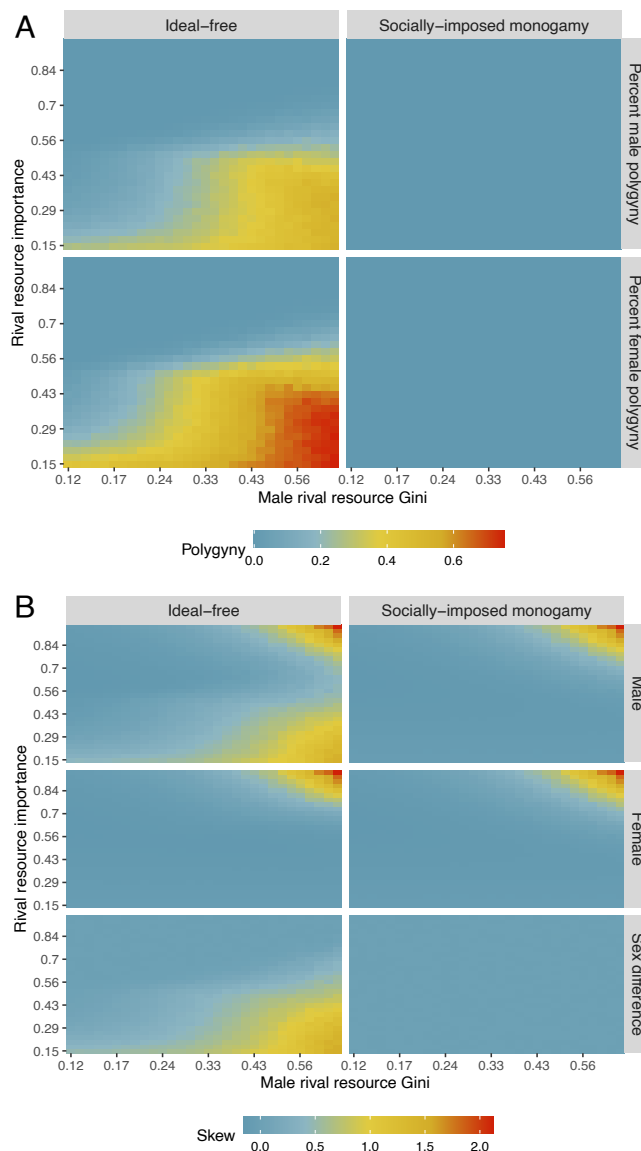 A
Ideal−free
Socially−imposed monogamy
Rival resource importance
0.84
0.7
0.56
0.43
0.29
0.15
Percent male polygyny
0.84
0.7
0.56
0.43
0.29
0.15
Percent female polygyny
0.12 0.17 0.24 0.33 0.43 0.56 0.12 0.17 0.24 0.33 0.43 0.56
Male rival resource Gini
Polygyny
0.0 0.2 0.4 0.6
B
Ideal−free
Socially−imposed monogamy
Rival resource importance
0.84
0.7
0.56
0.43
0.29
0.15
Male
0.84
0.7
0.56
0.43
0.29
0.15
Female
0.84
0.7
0.56
0.43
0.29
0.15
Sex difference
0.12 0.17 0.24 0.33 0.43 0.56 0.12 0.17 0.24 0.33 0.43 0.56
Male rival resource Gini
Skew
0.0 0.5 1.0 1.5 2.0